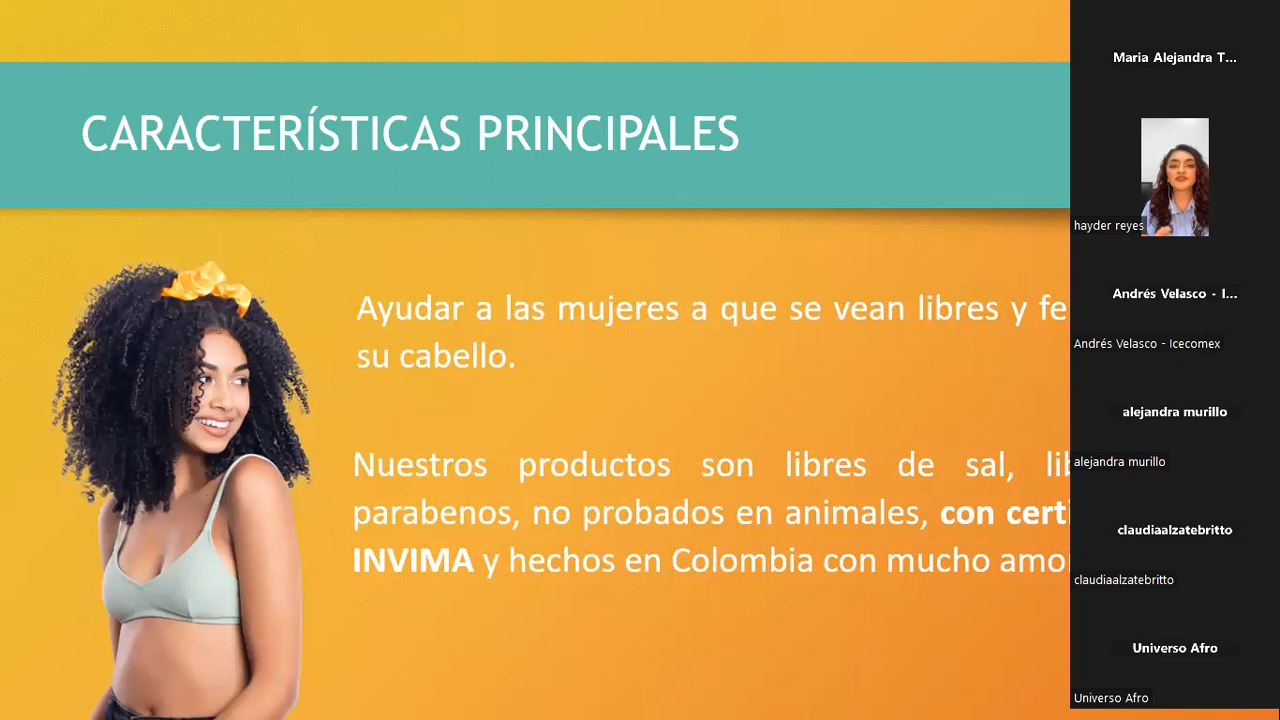 CARACTERÍSTICAS PRINCIPALES
Ayudar a las mujeres a que se vean libres y fe
su cabello.
Nuestros productos son libres de sal, lib
parabenos, no probados en animales, con certi
INVIMA y hechos en Colombia con mucho amo
Maria Alejandra T...
hayder reyes
Andrés Velasco - I...
Andrés Velasco - Icecomex
alejandra murillo
alejandra murillo
claudiaalzatebritto
claudiaalzatebritto
Universo Afro
Universo Afro